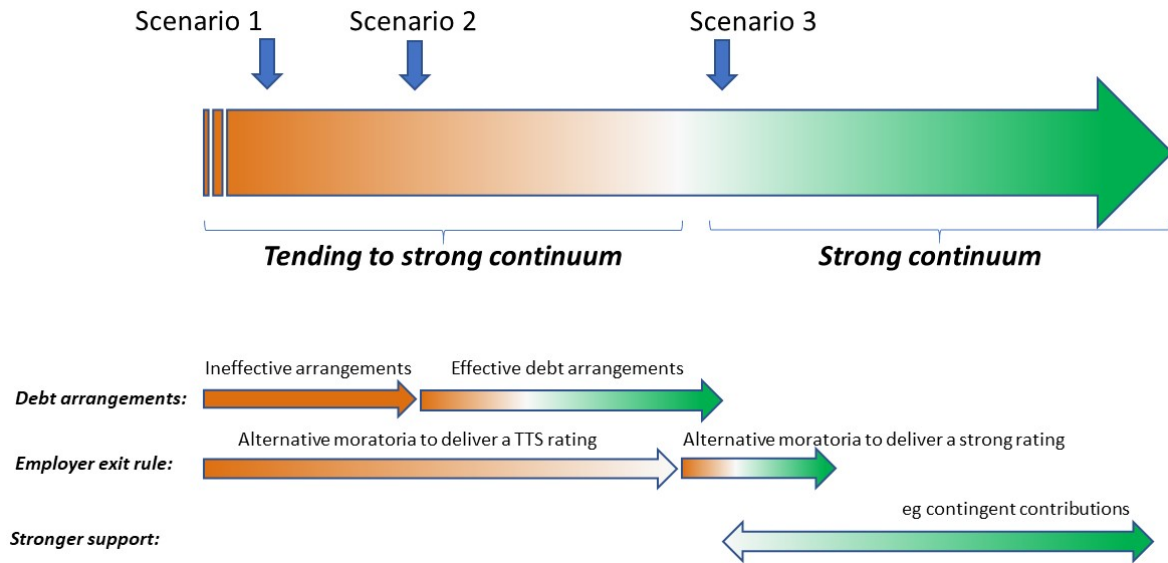 Scenario 1
Scenario 2
Scenario 3
Tending to strong continuum
Strong continuum
Ineffective arrangements
Effective debt arrangements
Debt arrangements:
Alternative moratoria to deliver a TTS rating
Alternative moratoria to deliver a strong rating
Employer exit rule:
eg contingent contributions
Stronger support: